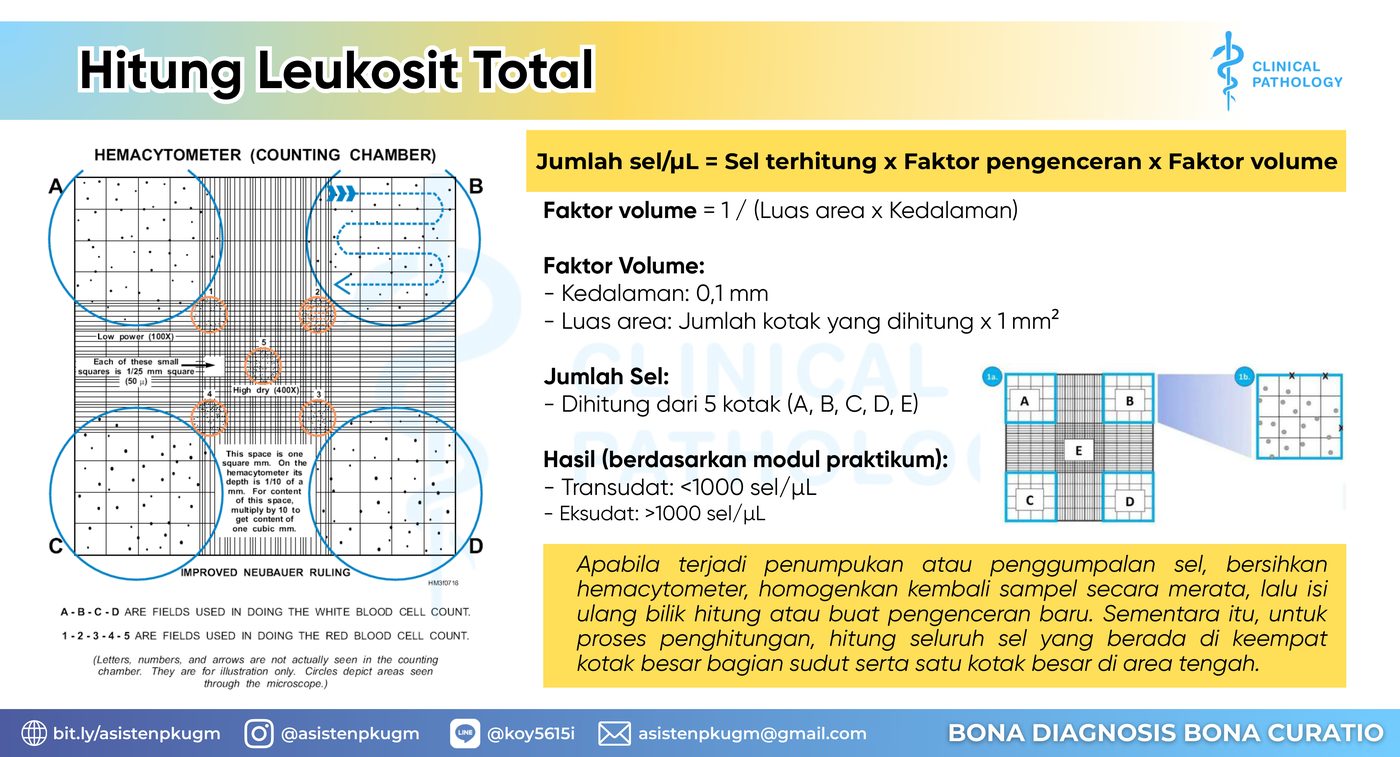 Hitung Leukosit Total
CLINICAL
PATHOLOGY
HEMACYTOMETER (COUNTING CHAMBER)
A
B
1
2
Low power (100X)
5
Each of these small
squares is 1/25 mm square
(50 µ)
High dry (400X)
4
3
This space is one
square mm. On the
hemacytometer its
depth is 1/10 of a
mm. For content
of this space,
multiply by 10 to
get content of
one cubic mm.
C
D
IMPROVED NEUBAUER RULING
HM3f0716
A - B - C - D ARE FIELDS USED IN DOING THE WHITE BLOOD CELL COUNT.
1 - 2 - 3 - 4 - 5 ARE FIELDS USED IN DOING THE RED BLOOD CELL COUNT.
(Letters, numbers, and arrows are not actually seen in the counting
chamber. They are for illustration only. Circles depict areas seen
through the microscope.)
Jumlah sel/µL = Sel terhitung x Faktor pengenceran x Faktor volume
Faktor volume = 1 / (Luas area x Kedalaman)
Faktor Volume:
- Kedalaman: 0,1 mm
- Luas area: Jumlah kotak yang dihitung x 1 mm²
Jumlah Sel:
- Dihitung dari 5 kotak (A, B, C, D, E)
Hasil (berdasarkan modul praktikum):
- Transudat: <1000 sel/µL
- Eksudat: >1000 sel/µL
CLINICAL
PATHOLOG
1a.
A
B
E
C
D
1b.
x x
x
Apabila terjadi penumpukan atau penggumpalan sel, bersihkan
hemacytometer, homogenkan kembali sampel secara merata, lalu isi
ulang bilik hitung atau buat pengenceran baru. Sementara itu, untuk
proses penghitungan, hitung seluruh sel yang berada di keempat
kotak besar bagian sudut serta satu kotak besar di area tengah.
bit.ly/asistenpkugm
@asistenpkugm
LINE
@koy5615i
asistenpkugm@gmail.com
BONA DIAGNOSIS BONA CURATIO